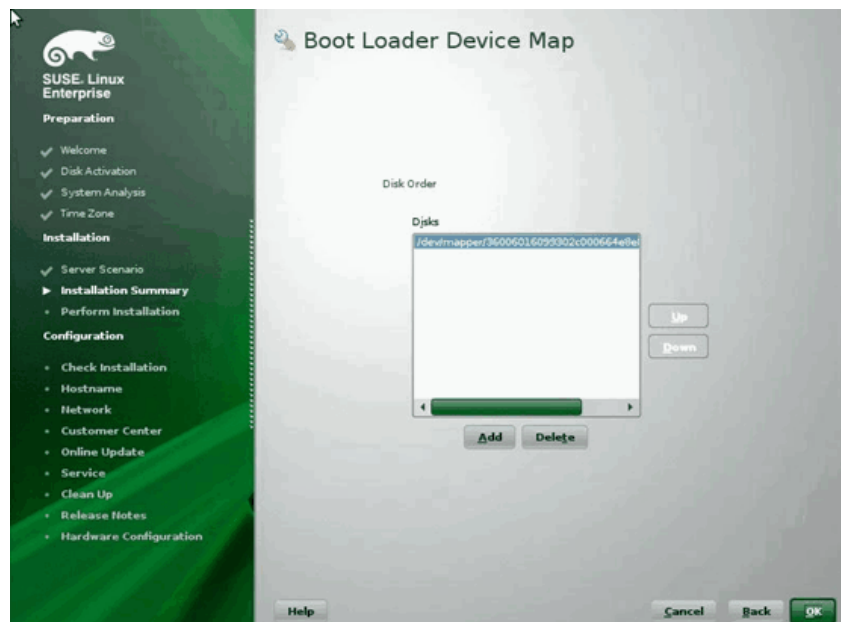 Boot Loader Device Map
SUSE. Linux
Enterprise
Preparation
Welcome
Disk Activation
System Analysis
Time Zone
Installation
Server Scenario
Installation Summary
Perform Installation
Configuration
Check Installation
Hostname
Network
Customer Center
Online Update
Service
Clean Up
Release Notes
Hardware Configuration
Disk Order
Disks
Up
Down
Add Delete
Help Cancel Back OK